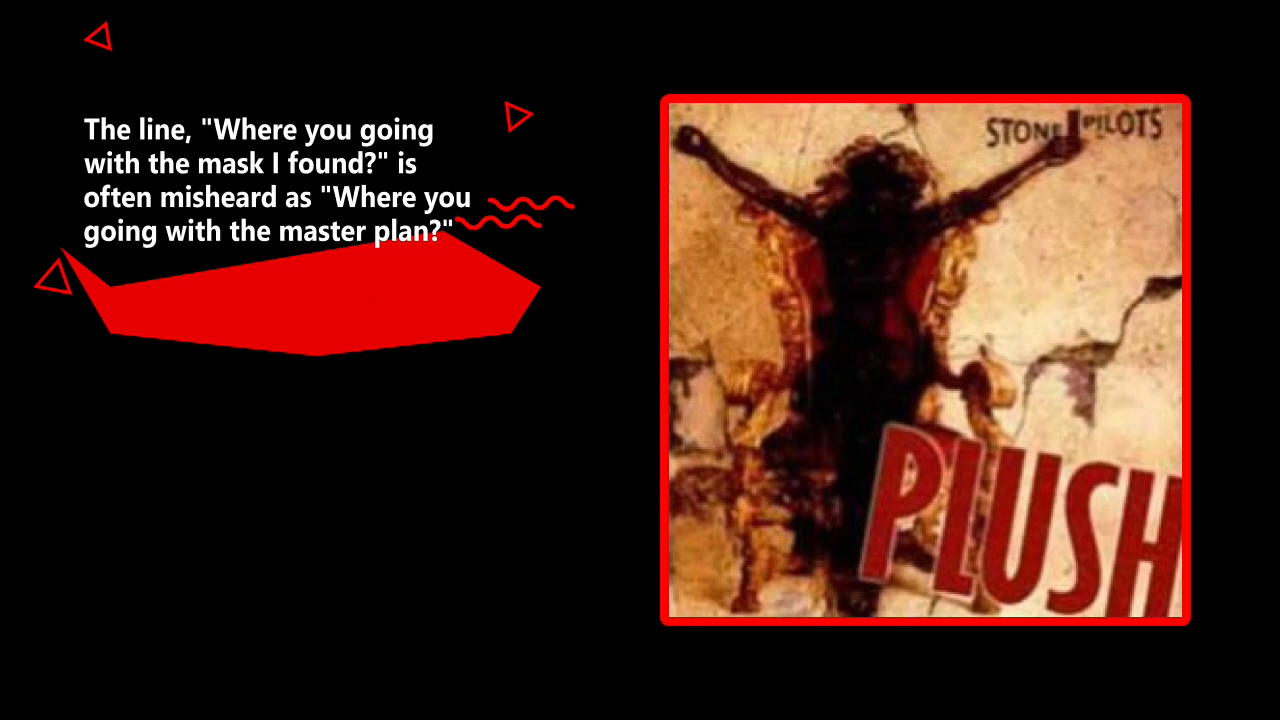 The line, "Where you going
with the mask I found?" is
often misheard as "Where you
going with the master plan?"
STONE PILOTS
PLUSH